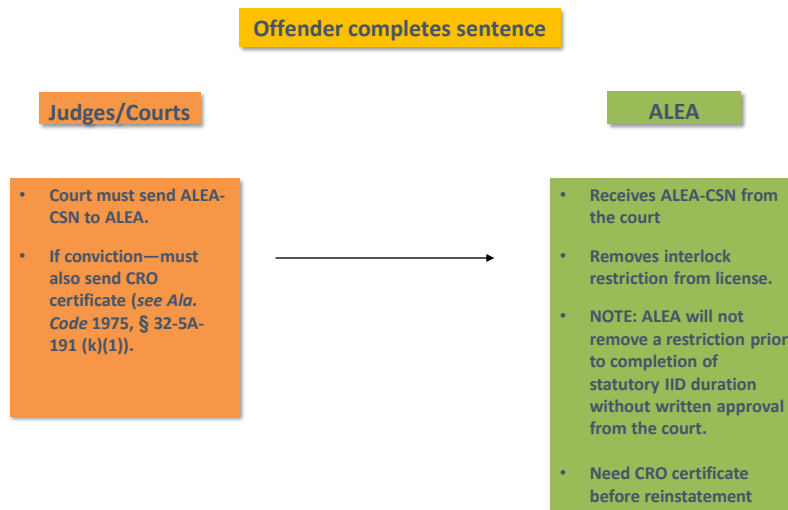 Offender completes sentence
Judges/Courts
• Court must send ALEA-
CSN to ALEA.
• If conviction—must
also send CRO
certificate (see Ala.
Code 1975, § 32-5A-
191 (k)(1)).
ALEA
• Receives ALEA-CSN from
the court
• Removes interlock
restriction from license.
• NOTE: ALEA will not
remove a restriction prior
to completion of
statutory IID duration
without written approval
from the court.
• Need CRO certificate
before reinstatement